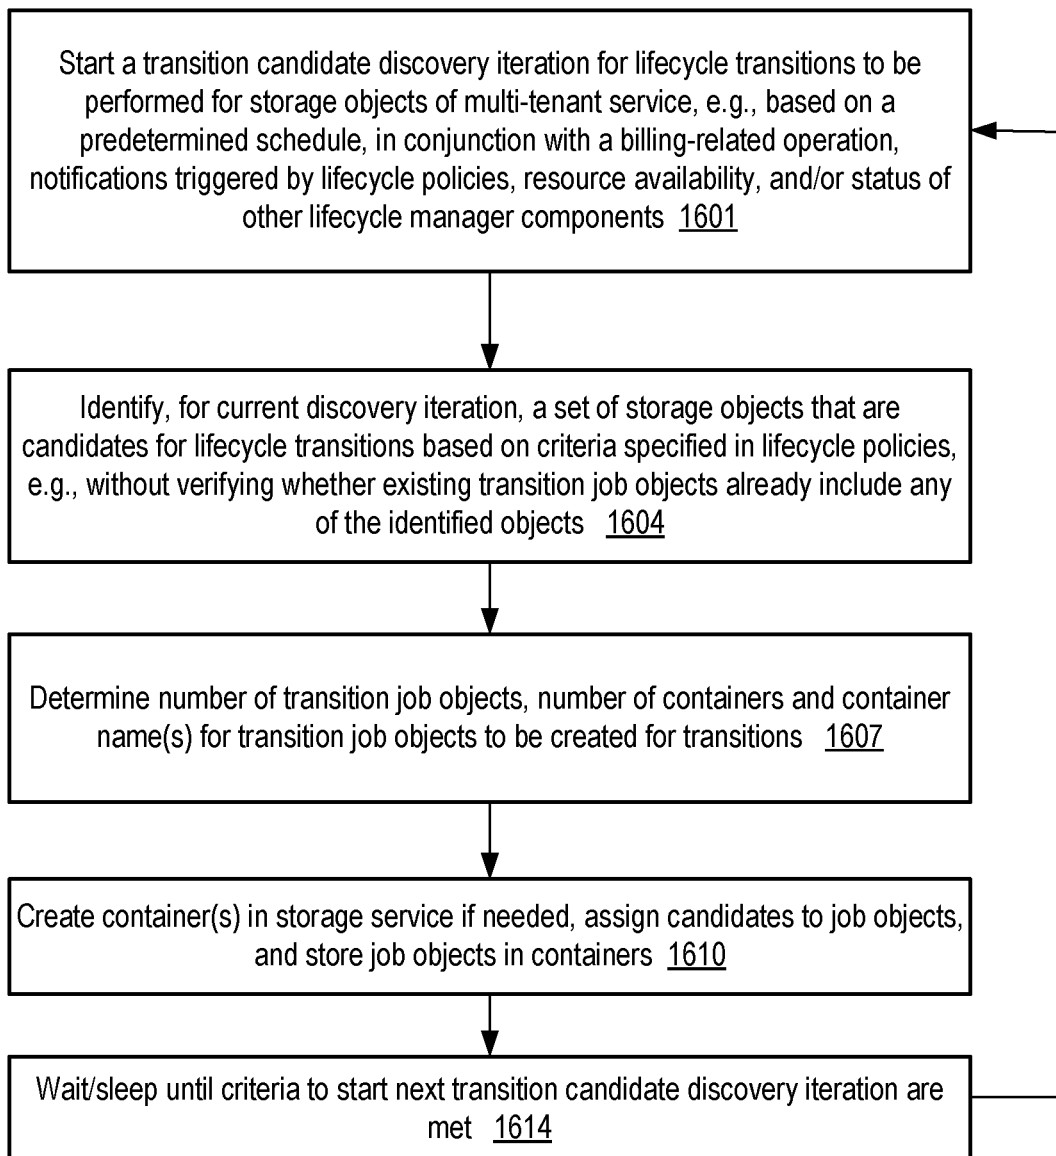 Start a transition candidate discovery iteration for lifecycle transitions to be
performed for storage objects of multi-tenant service, e.g., based on a
predetermined schedule, in conjunction with a billing-related operation,
notifications triggered by lifecycle policies, resource availability, and/or status of
other lifecycle manager components 1601
Identify, for current discovery iteration, a set of storage objects that are
candidates for lifecycle transitions based on criteria specified in lifecycle policies,
e.g., without verifying whether existing transition job objects already include any
of the identified objects 1604
Determine number of transition job objects, number of containers and container
name(s) for transition job objects to be created for transitions 1607
Create container(s) in storage service if needed, assign candidates to job objects,
and store job objects in containers 1610
Wait/sleep until criteria to start next transition candidate discovery iteration are
met 1614